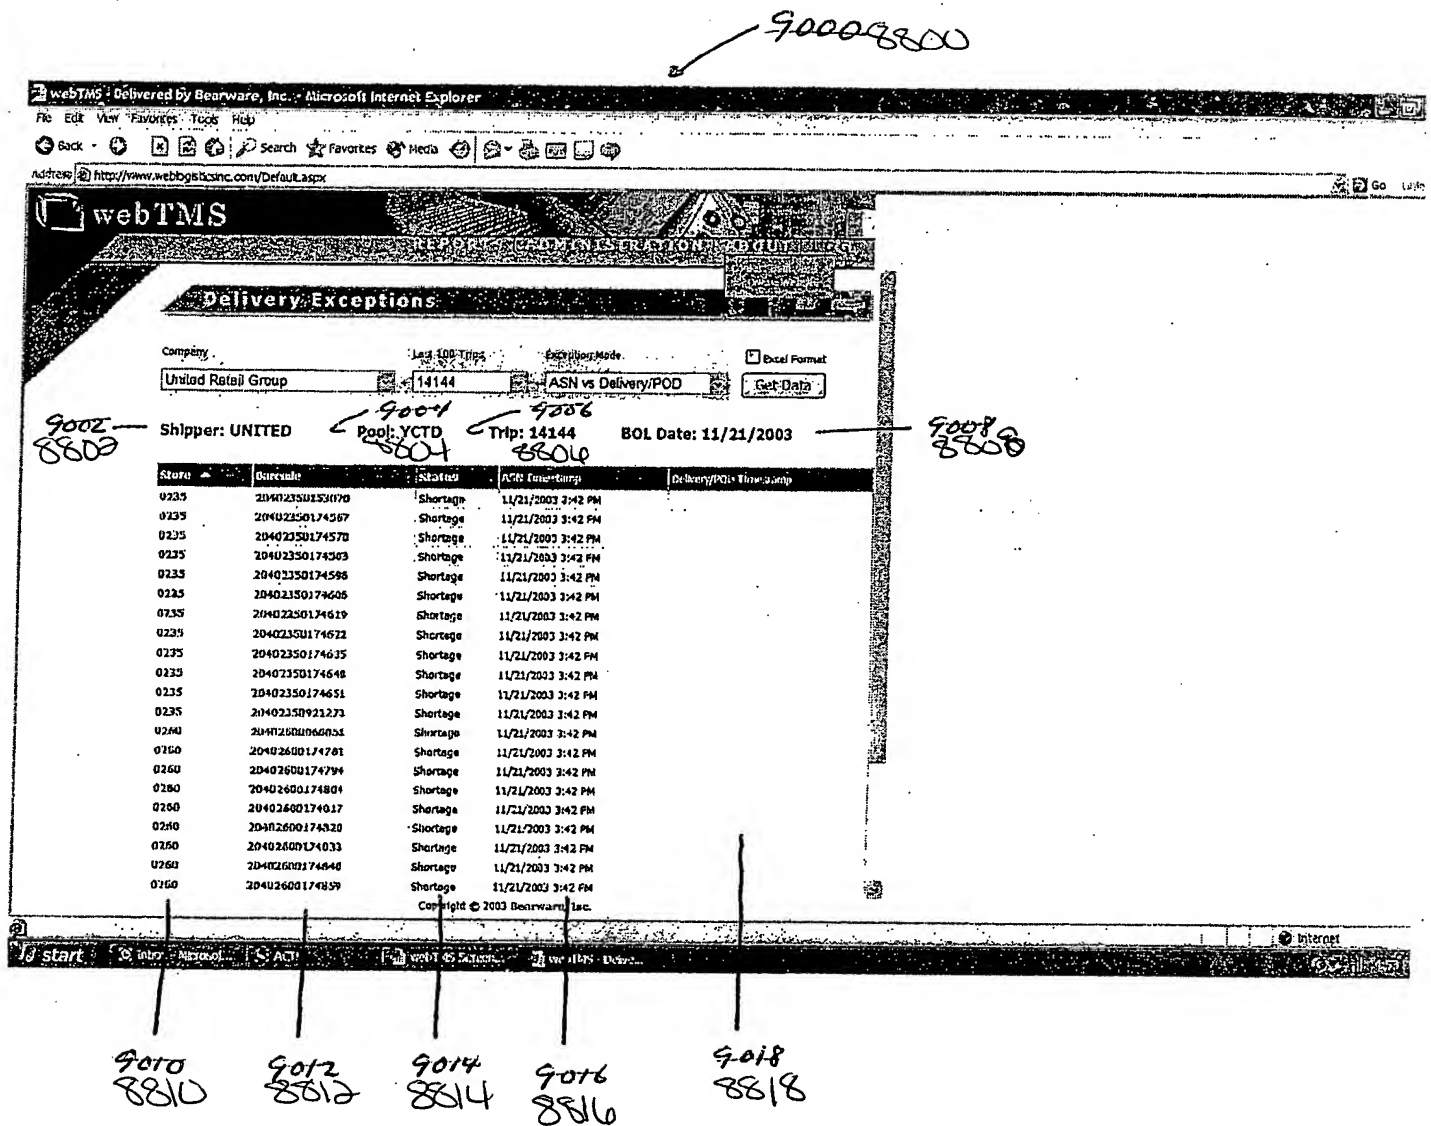 9000 8800
webTMS - Delivered by Bearware, Inc. - Microsoft Internet Explorer
File Edit View Favorites Tools Help
Back Search Favorites Media
Address http://www.weblogisticsinc.com/Default.aspx Go
webTMS
REPORTS ADMINISTRATION ABOUT
Delivery Exceptions
Company Last 100 Trips Exception Mode Excel Format
United Retail Group 14144 ASN vs Delivery/POD Get Data
9002 9004 9006 9008
Shipper: UNITED Pool: YCTD Trip: 14144 BOL Date: 11/21/2003
8802 8804 8806 8808
Store Barcode Status ASN Timestamp Delivery/POD Timestamp
0235 20402350153070 Shortage 11/21/2003 3:42 PM
0235 20402350174567 Shortage 11/21/2003 3:42 PM
0235 20402350174570 Shortage 11/21/2003 3:42 PM
0235 20402350174583 Shortage 11/21/2003 3:42 PM
0235 20402350174596 Shortage 11/21/2003 3:42 PM
0235 20402350174606 Shortage 11/21/2003 3:42 PM
0235 20402350174619 Shortage 11/21/2003 3:42 PM
0235 20402350174622 Shortage 11/21/2003 3:42 PM
0235 20402350174635 Shortage 11/21/2003 3:42 PM
0235 20402350174648 Shortage 11/21/2003 3:42 PM
0235 20402350174651 Shortage 11/21/2003 3:42 PM
0235 20402350921273 Shortage 11/21/2003 3:42 PM
0260 Shortage 11/21/2003 3:42 PM
0260 20402600174781 Shortage 11/21/2003 3:42 PM
0260 20402600174794 Shortage 11/21/2003 3:42 PM
0260 20402600174804 Shortage 11/21/2003 3:42 PM
0260 20402600174817 Shortage 11/21/2003 3:42 PM
0260 20402600174820 Shortage 11/21/2003 3:42 PM
0260 20402600174833 Shortage 11/21/2003 3:42 PM
0260 20402600174846 Shortage 11/21/2003 3:42 PM
0260 20402600174859 Shortage 11/21/2003 3:42 PM
Copyright © 2003 Bearware, Inc.
Internet
start webTMS - Delive...
9010 9012 9014 9016 9018
8810 8812 8814 8816 8818